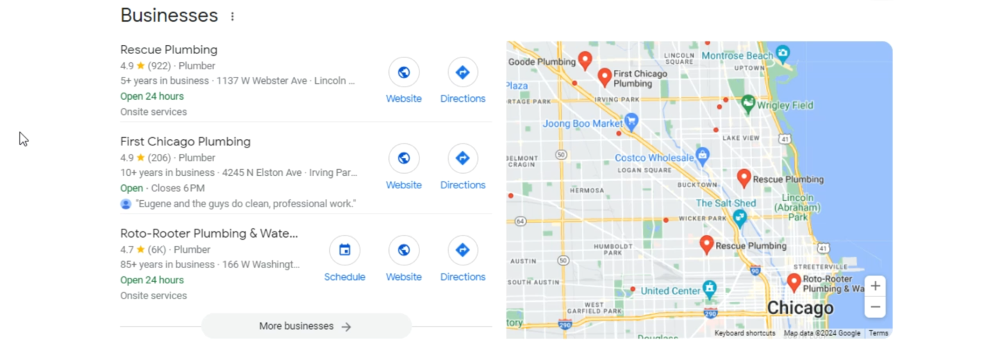 Businesses
Rescue Plumbing
4.9 ★ (922) · Plumber
5+ years in business · 1137 W Webster Ave · Lincoln ...
Open 24 hours
Onsite services
Website
Directions
First Chicago Plumbing
4.9 ★ (206) · Plumber
10+ years in business · 4245 N Elston Ave · Irving Par...
Open · Closes 6 PM
"Eugene and the guys do clean, professional work."
Website
Directions
Roto-Rooter Plumbing & Wate...
4.7 ★ (6K) · Plumber
85+ years in business · 166 W Washingt...
Open 24 hours
Onsite services
Schedule
Website
Directions
More businesses →
Goode Plumbing
First Chicago
Plumbing
LINCOLN
SQUARE
Montrose Beach
UPTOWN
Plaza
RTAGE PARK
IRVING PARK
Wrigley Field
Joong Boo Market
LAKE VIEW
41
50
BELMONT
CRAGIN
Costco Wholesale
LOGAN SQUARE
BUCKTOWN
Rescue Plumbing
HERMOSA
The Salt Shed
Lincoln
(Abraham)
Park
64
WICKER PARK
HUMBOLDT
PARK
Rescue Plumbing
41
AUSTIN
50
90
STREETERVILLE
SOUTH AUSTIN
United Center
Roto-Rooter
Plumbing & Wa
+
−
WEST
GARFIELD PARK
Chicago
290
290
tory
Douglass
Keyboard shortcuts
Map data ©2024 Google
Terms